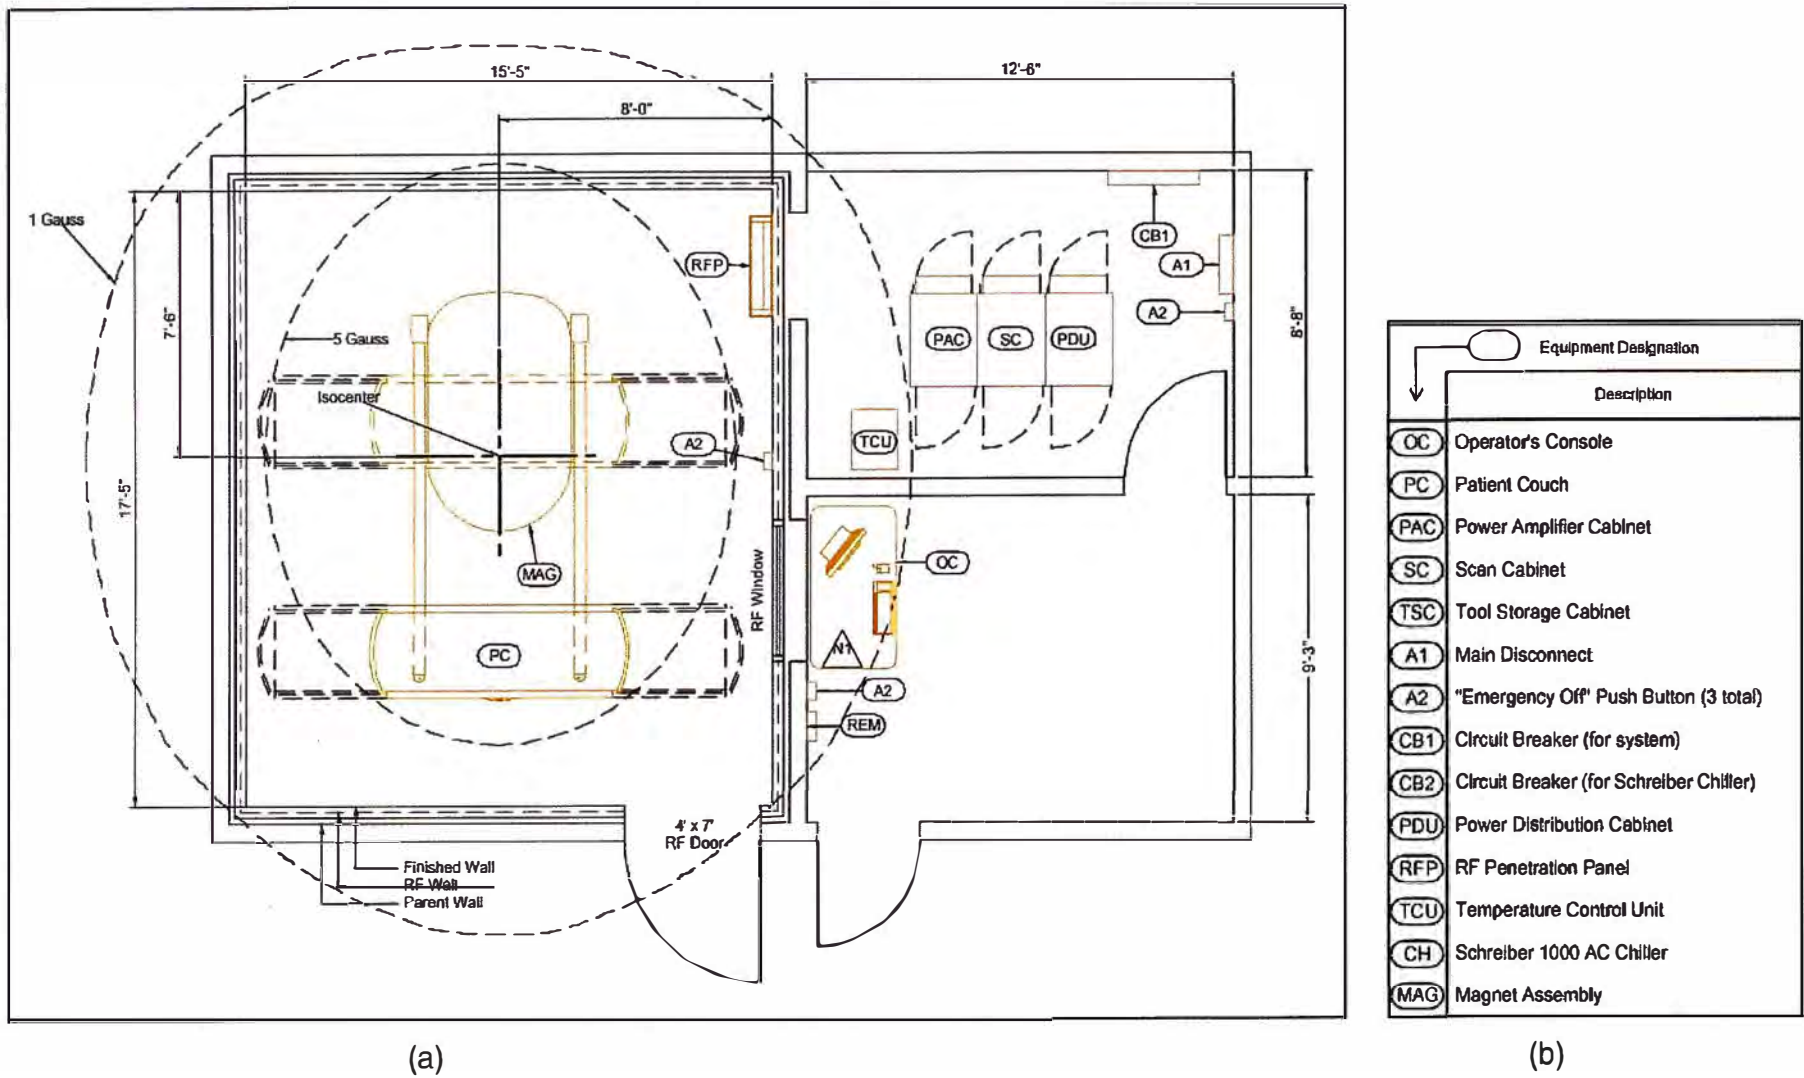 15'-5"
12'-6"
8'-0"
1 Gauss
RFP
CB1
A1
A2
7'-6"
5 Gauss
PAC
SC
PDU
8'-8"
Isocenter
A2
TCU
17'-5"
MAG
RF Window
OC
PC
N1
A2
REM
9'-3"
4' x 7'
RF Door
Finished Wall
RF Wall
Parent Wall
(a)
Equipment Designation
Description
OC Operator's Console
PC Patient Couch
PAC Power Amplifier Cabinet
SC Scan Cabinet
TSC Tool Storage Cabinet
A1 Main Disconnect
A2 "Emergency Off" Push Button (3 total)
CB1 Circuit Breaker (for system)
CB2 Circuit Breaker (for Schreiber Chiller)
PDU Power Distribution Cabinet
RFP RF Penetration Panel
TCU Temperature Control Unit
CH Schreiber 1000 AC Chiller
MAG Magnet Assembly
(b)